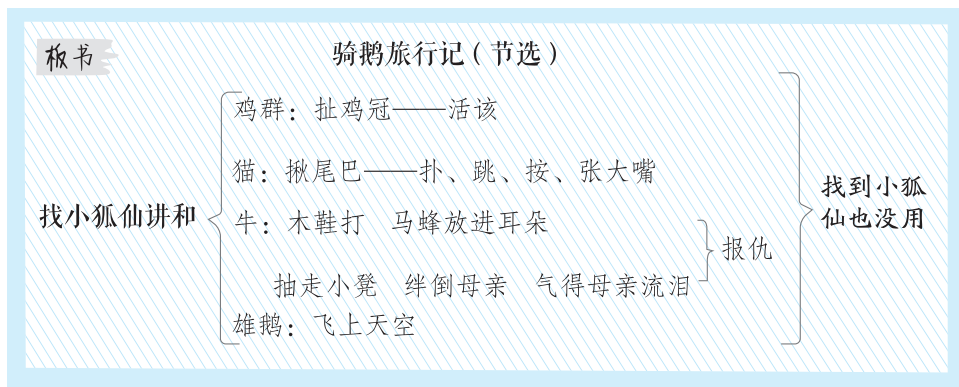 板书
骑鹅旅行记（节选）
鸡群：扯鸡冠——活该
猫：揪尾巴——扑、跳、按、张大嘴
找小狐仙讲和
牛：木鞋打 马蜂放进耳朵
抽走小凳 绊倒母亲 气得母亲流泪
报仇
雄鹅：飞上天空
找到小狐
仙也没用